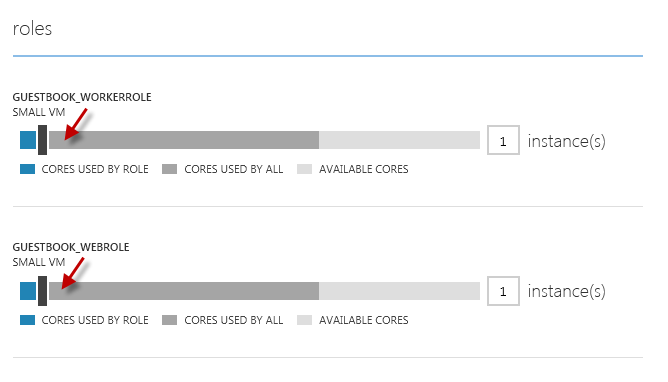 roles
GUESTBOOK_WORKERROLE
SMALL VM
1 instance(s)
CORES USED BY ROLE CORES USED BY ALL AVAILABLE CORES
GUESTBOOK_WEBROLE
SMALL VM
1 instance(s)
CORES USED BY ROLE CORES USED BY ALL AVAILABLE CORES